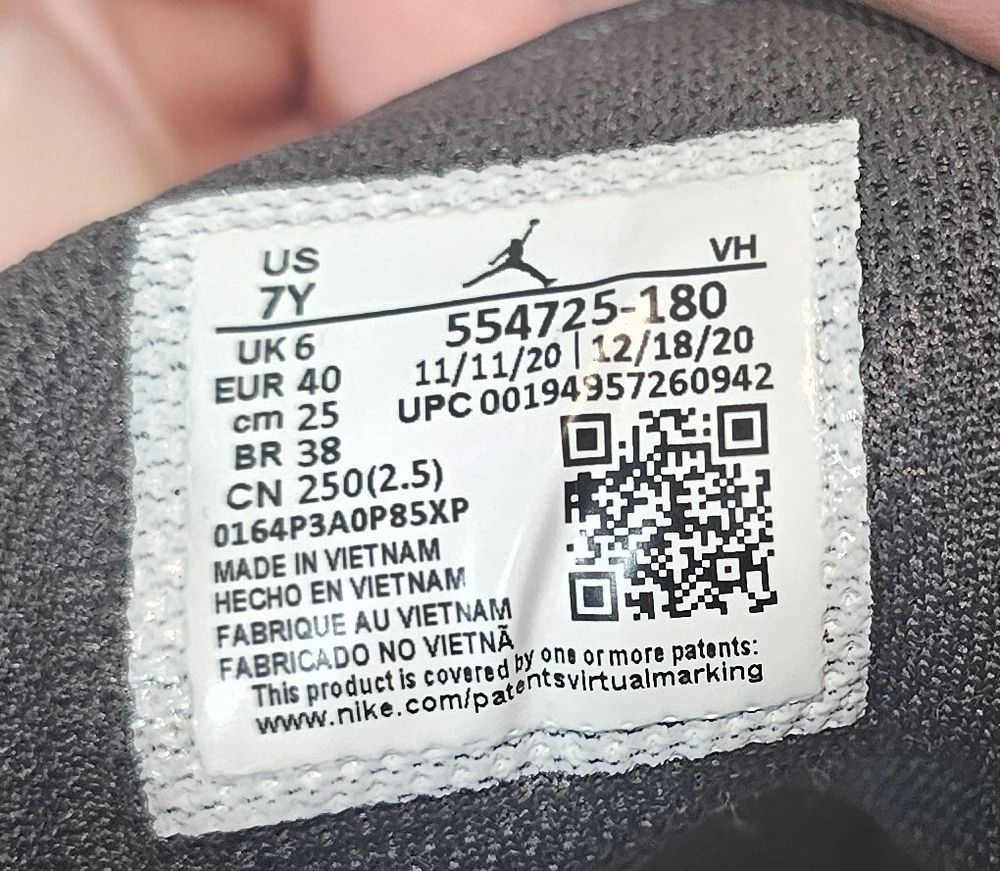 US
7Y
VH
UK 6
EUR 40
cm 25
BR 38
CN 250(2.5)
554725-180
11/11/20 | 12/18/20
UPC 00194957260942
0164P3A0P85XP
MADE IN VIETNAM
HECHO EN VIETNAM
FABRIQUE AU VIETNAM
FABRICADO NO VIETNÃ
This product is covered by one or more patents:
www.nike.com/patentsvirtualmarking